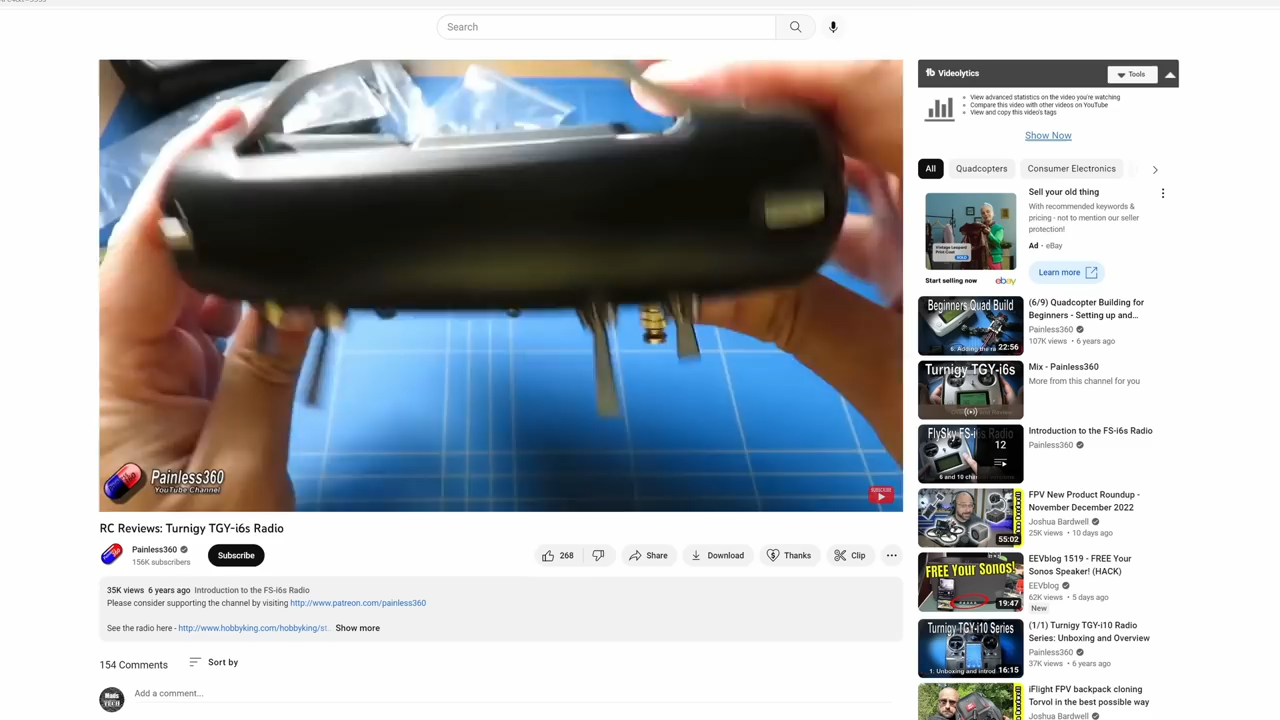 Search
Painless360
YouTube Channel
SUBSCRIBE
RC Reviews: Turnigy TGY-i6s Radio
Painless360
156K subscribers
Subscribe
268
Share
Download
Thanks
Clip
35K views 6 years ago Introduction to the FS-i6s Radio
Please consider supporting the channel by visiting http://www.patreon.com/painless360
See the radio here - http://www.hobbyking.com/hobbyking/st... Show more
154 Comments
Sort by
Add a comment...
tb Videolytics
Tools
View advanced statistics on the video you're watching
Compare this video with other videos on YouTube
View and copy this video's tags
Show Now
All
Quadcopters
Consumer Electronics
Sell your old thing
With recommended keywords &
pricing - not to mention our seller
protection!
Ad · eBay
Start selling now
ebay
Learn more
Beginners Quad Build
22:56
(6/9) Quadcopter Building for
Beginners - Setting up and...
Painless360
107K views · 6 years ago
Turnigy TGY-i6s
Mix - Painless360
More from this channel for you
FlySky FS-i6s Radio
12
Introduction to the FS-i6s Radio
Painless360
55:02
FPV New Product Roundup -
November December 2022
Joshua Bardwell
25K views · 10 days ago
FREE Your Sonos!
19:47
EEVblog 1519 - FREE Your
Sonos Speaker! (HACK)
EEVblog
62K views · 5 days ago
New
Turnigy TGY-i10 Series
16:15
(1/1) Turnigy TGY-i10 Radio
Series: Unboxing and Overview
Painless360
37K views · 6 years ago
iFlight FPV backpack cloning
Torvol in the best possible way
Joshua Bardwell